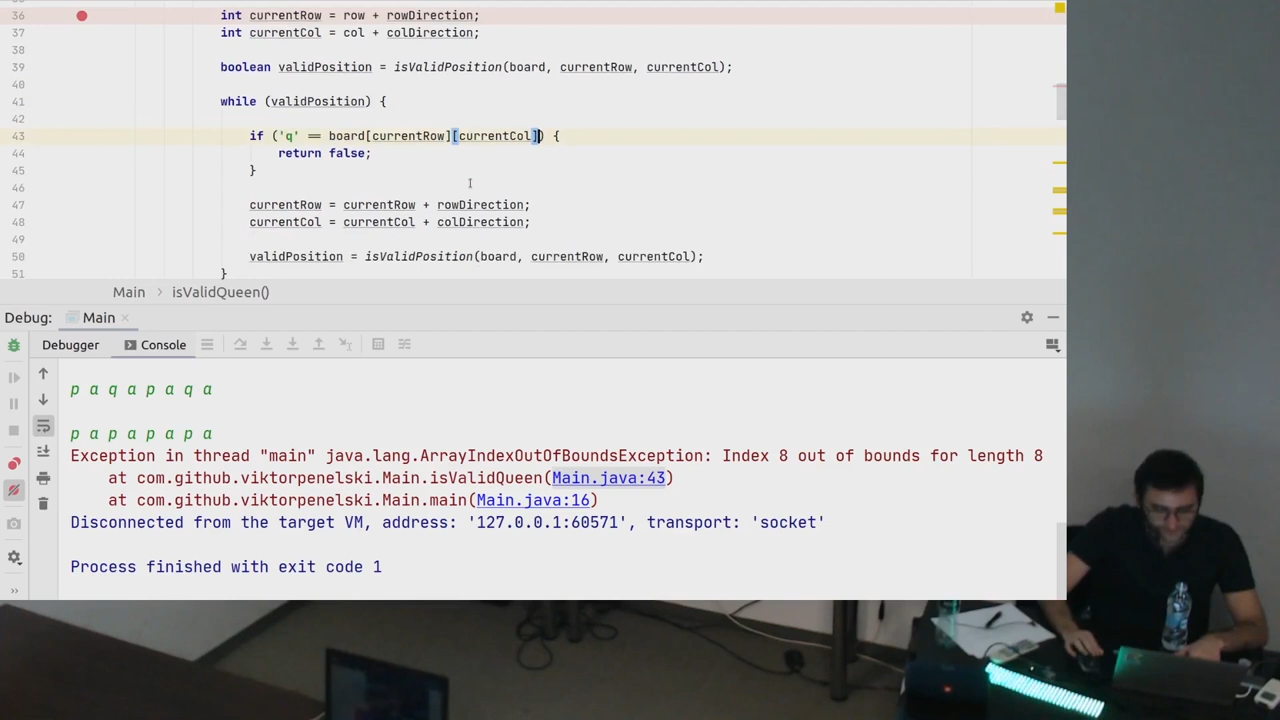 36 int currentRow = row + rowDirection;
37 int currentCol = col + colDirection;
38
39 boolean validPosition = isValidPosition(board, currentRow, currentCol);
40
41 while (validPosition) {
42
43 if ('q' == board[currentRow][currentCol]) {
44 return false;
45 }
46
47 currentRow = currentRow + rowDirection;
48 currentCol = currentCol + colDirection;
49
50 validPosition = isValidPosition(board, currentRow, currentCol);
51 }
Main > isValidQueen()
Debug: Main ×
Debugger Console
p a q a p a q a
p a p a p a p a
Exception in thread "main" java.lang.ArrayIndexOutOfBoundsException: Index 8 out of bounds for length 8
at com.github.viktorpenelski.Main.isValidQueen(Main.java:43)
at com.github.viktorpenelski.Main.main(Main.java:16)
Disconnected from the target VM, address: '127.0.0.1:60571', transport: 'socket'
Process finished with exit code 1